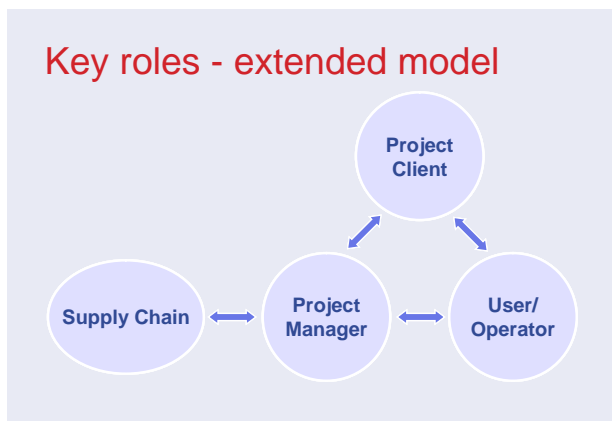 Key roles - extended model
Project
Client
Supply Chain
Project
Manager
User/
Operator